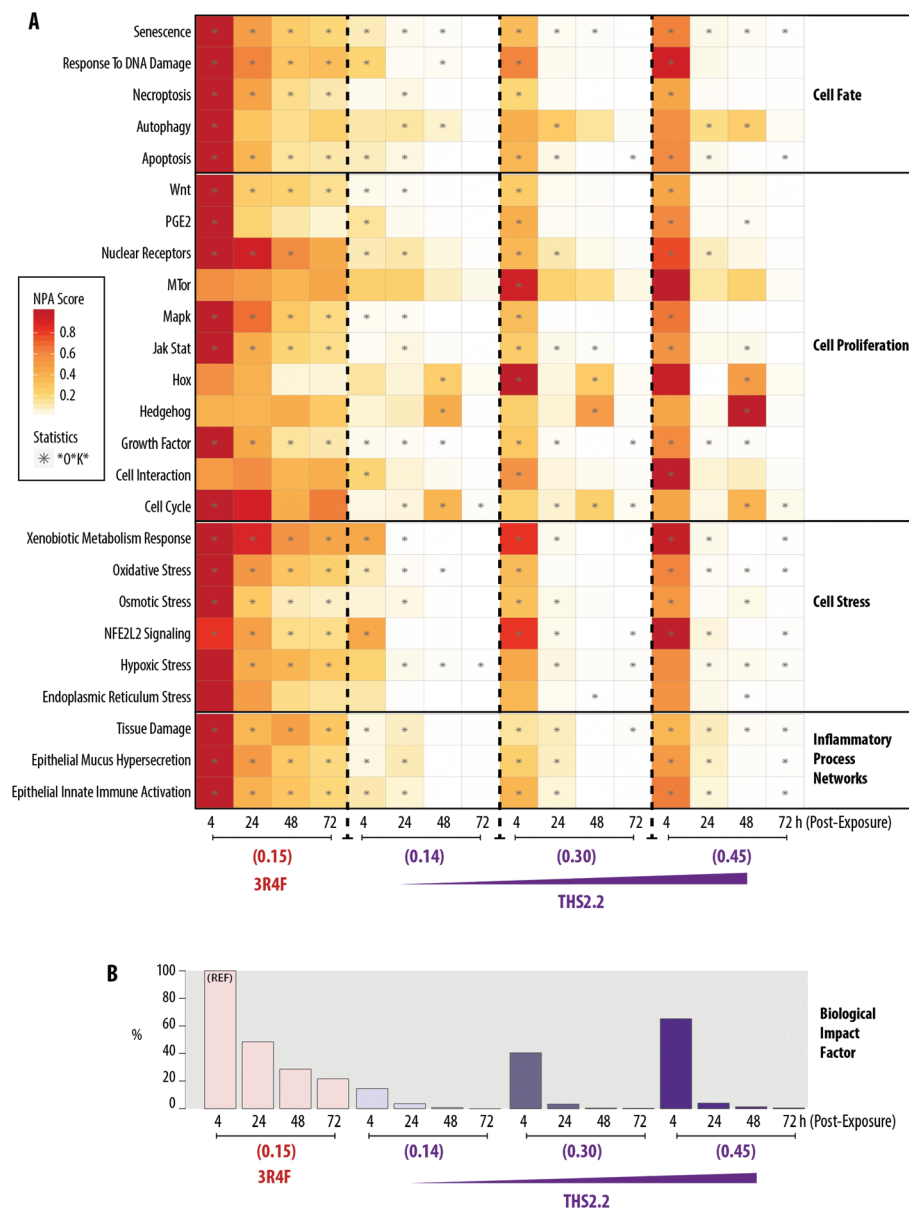 A
Senescence
Response To DNA Damage
Necroptosis
Autophagy
Apoptosis
Cell Fate
Wnt
PGE2
Nuclear Receptors
MTor
Mapk
Jak Stat
Hox
Hedgehog
Growth Factor
Cell Interaction
Cell Cycle
Cell Proliferation
NPA Score
0.8
0.6
0.4
0.2
Statistics
* *O*K*
Xenobiotic Metabolism Response
Oxidative Stress
Osmotic Stress
NFE2L2 Signaling
Hypoxic Stress
Endoplasmic Reticulum Stress
Cell Stress
Tissue Damage
Epithelial Mucus Hypersecretion
Epithelial Innate Immune Activation
Inflammatory
Process
Networks
4 24 48 72 4 24 48 72 4 24 48 72 4 24 48 72 h (Post-Exposure)
(0.15) (0.14) (0.30) (0.45)
3R4F
THS2.2
B
100
80
60
40
20
0
%
(REF)
Biological
Impact
Factor
4 24 48 72 4 24 48 72 4 24 48 72 4 24 48 72 h (Post-Exposure)
(0.15) (0.14) (0.30) (0.45)
3R4F
THS2.2